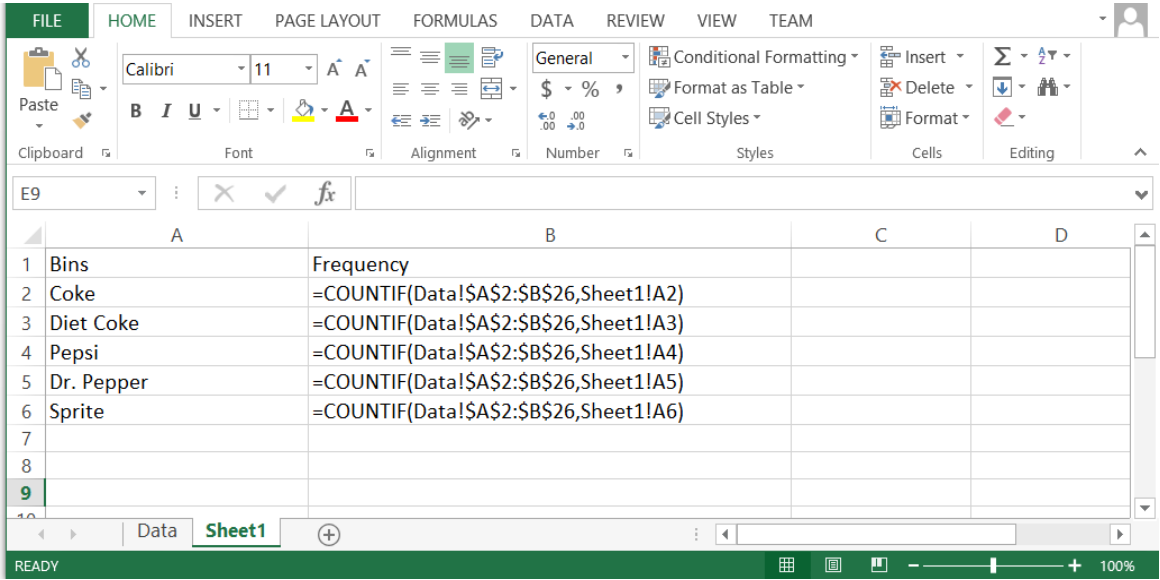 FILE HOME INSERT PAGE LAYOUT FORMULAS DATA REVIEW VIEW TEAM
Calibri 11 A A General Conditional Formatting Insert Σ A Z
Paste B I U A $ % , Format as Table Delete
.00 .00 Cell Styles Format
Clipboard Font Alignment Number Styles Cells Editing
E9 fx
A B C D
1 Bins Frequency
2 Coke =COUNTIF(Data!$A$2:$B$26,Sheet1!A2)
3 Diet Coke =COUNTIF(Data!$A$2:$B$26,Sheet1!A3)
4 Pepsi =COUNTIF(Data!$A$2:$B$26,Sheet1!A4)
5 Dr. Pepper =COUNTIF(Data!$A$2:$B$26,Sheet1!A5)
6 Sprite =COUNTIF(Data!$A$2:$B$26,Sheet1!A6)
7
8
9
10
Data Sheet1
READY 100%